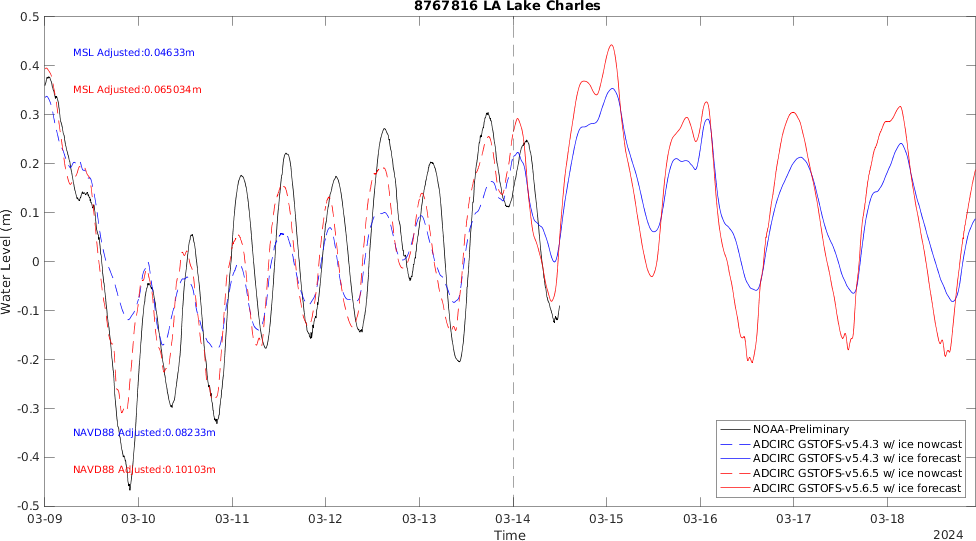 8767816 LA Lake Charles
0.5
0.4
0.3
0.2
0.1
0
-0.1
-0.2
-0.3
-0.4
-0.5
Water Level (m)
MSL Adjusted:0.04633m
MSL Adjusted:0.065034m
NAVD88 Adjusted:0.08233m
NAVD88 Adjusted:0.10103m
NOAA-Preliminary
ADCIRC GSTOFS-v5.4.3 w/ ice nowcast
ADCIRC GSTOFS-v5.4.3 w/ ice forecast
ADCIRC GSTOFS-v5.6.5 w/ ice nowcast
ADCIRC GSTOFS-v5.6.5 w/ ice forecast
03-09 03-10 03-11 03-12 03-13 03-14 03-15 03-16 03-17 03-18
Time
2024